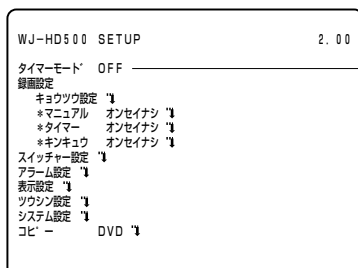 WJ-HD500 SETUP 2.00
タイマーモード OFF
録画設定
キョウツウ設定
*マニュアル オンセイナシ
*タイマー オンセイナシ
*キンキュウ オンセイナシ
スイッチャー設定
アラーム設定
表示設定
ツウシン設定
システム設定
コピー DVD